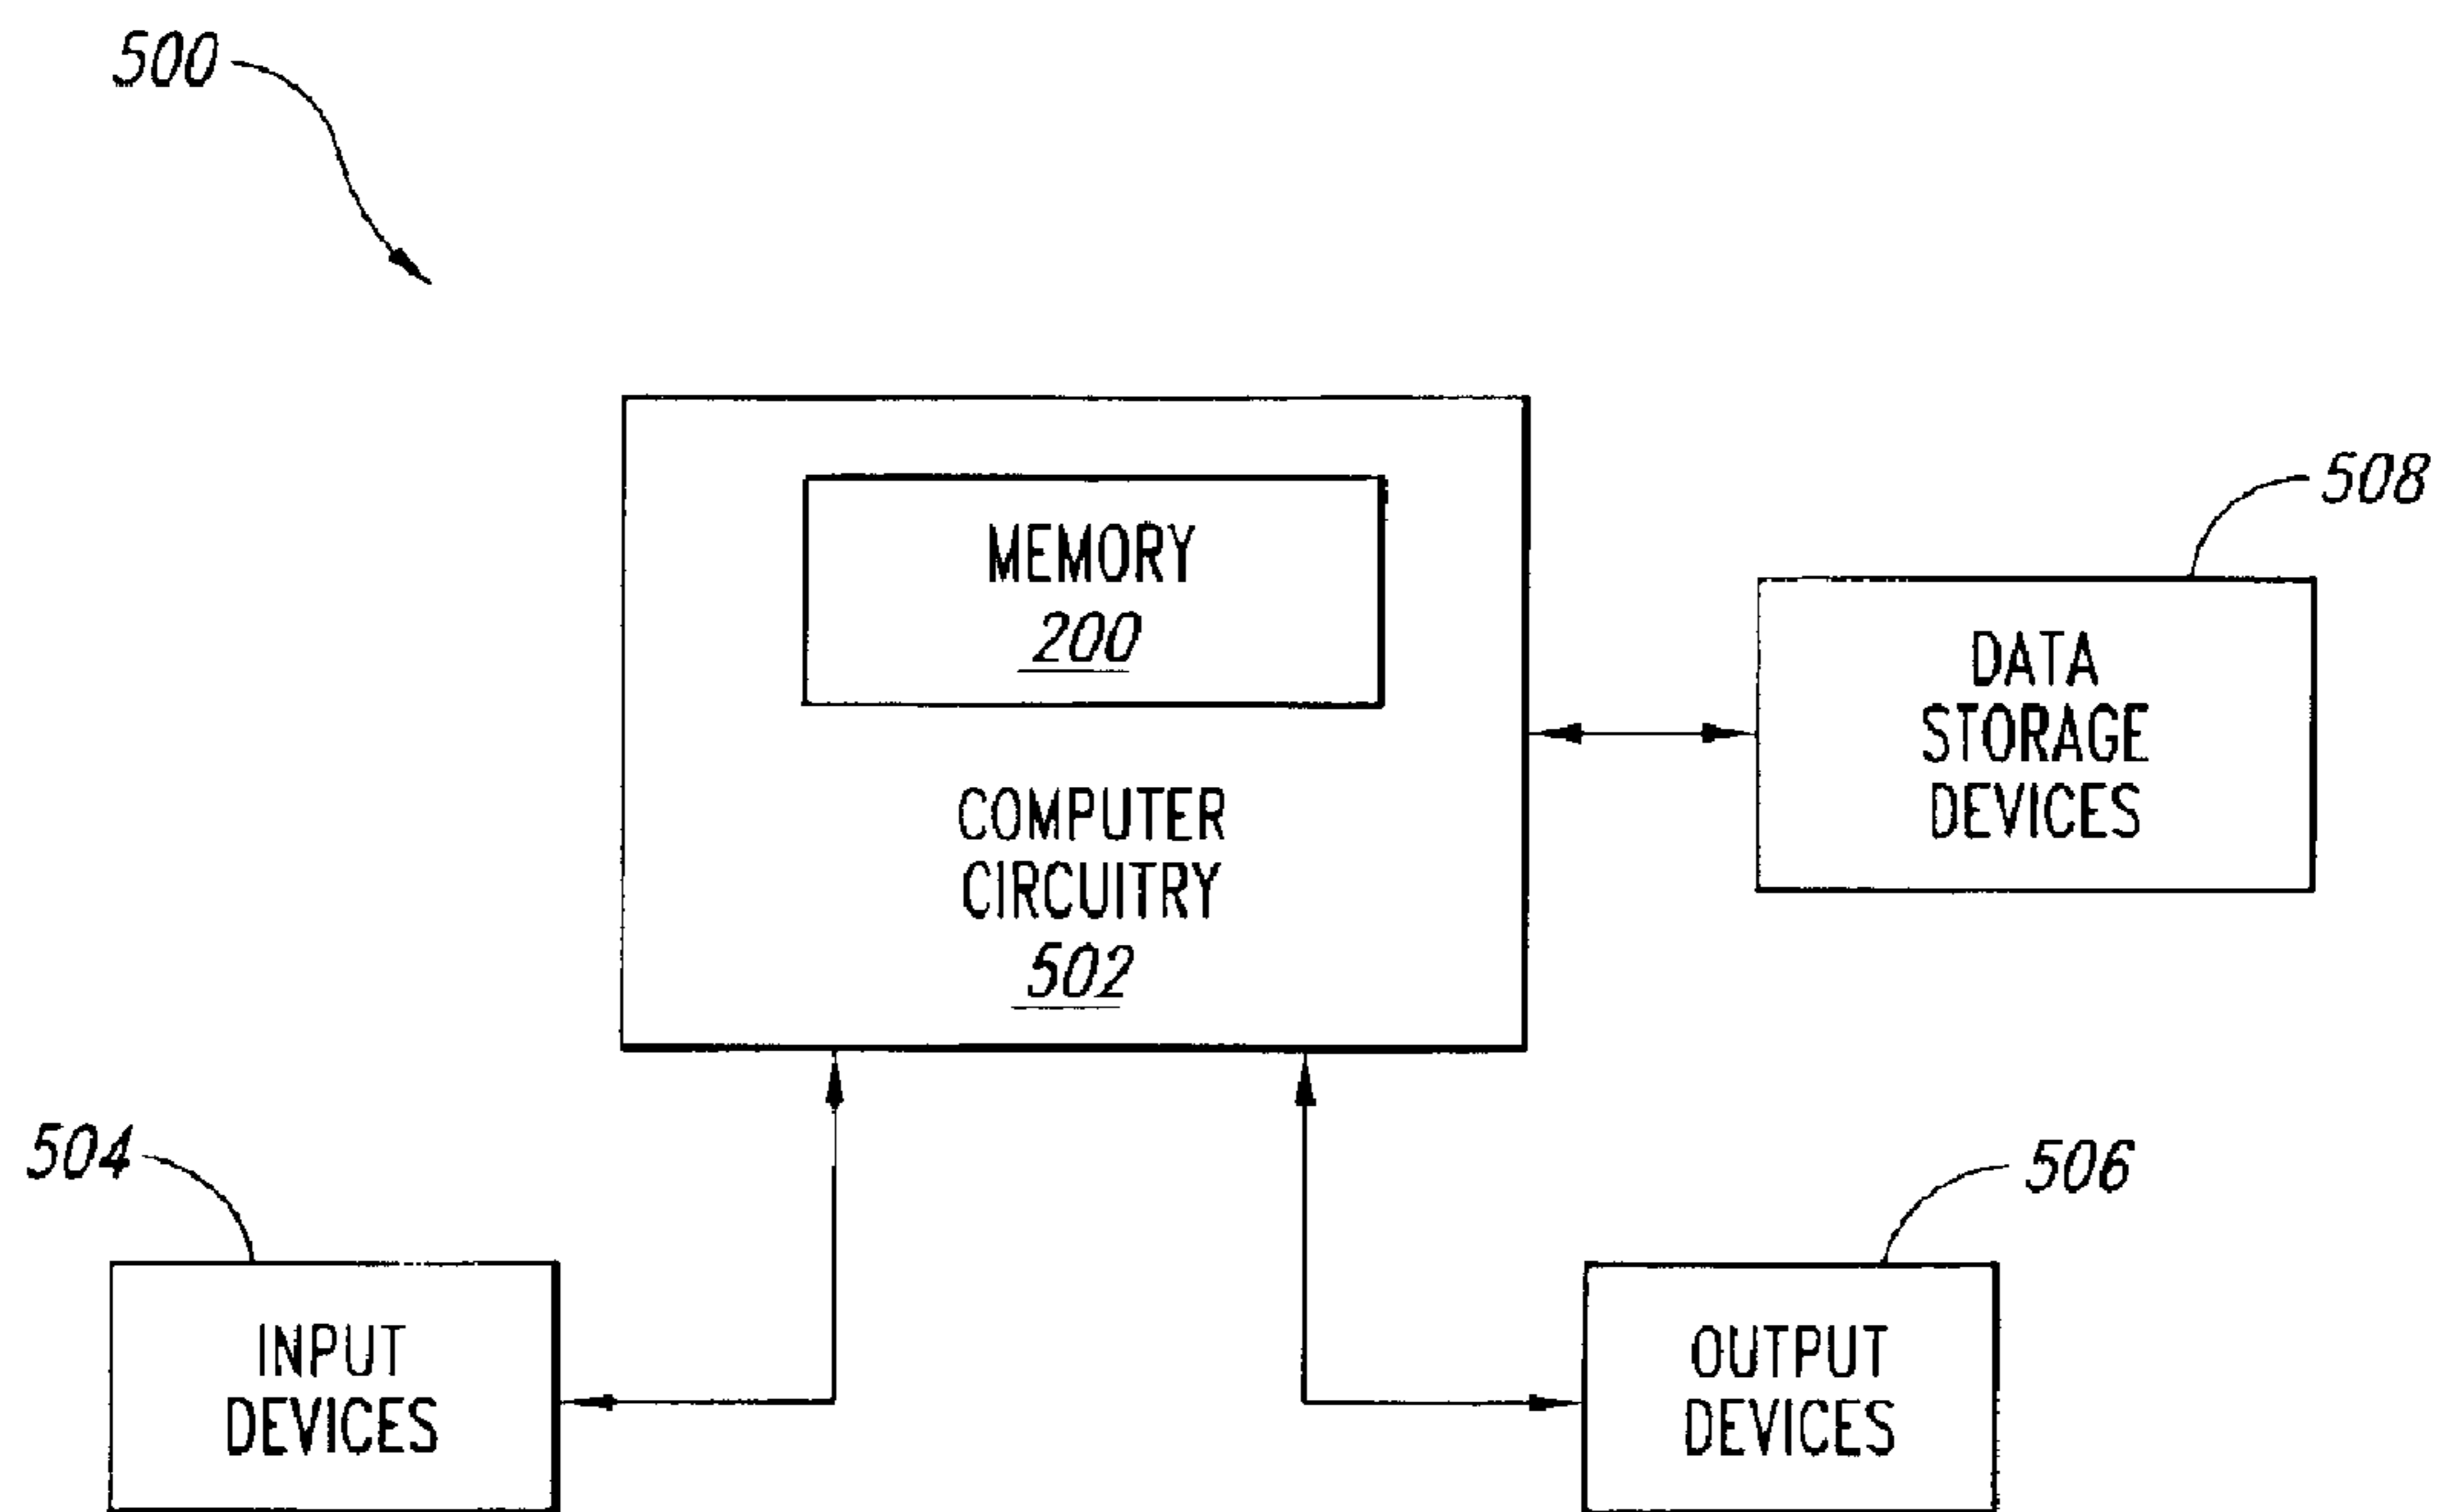 500
MEMORY
200
508
DATA
STORAGE
DEVICES
COMPUTER
CIRCUITRY
502
504
506
INPUT
DEVICES
OUTPUT
DEVICES